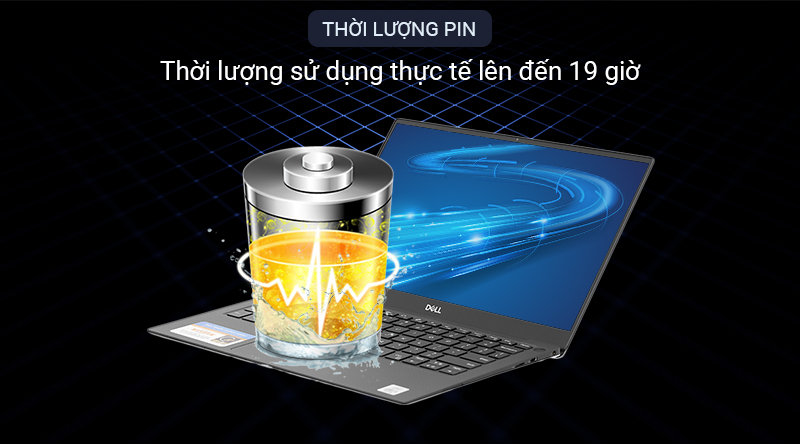 THỜI LƯỢNG PIN
Thời lượng sử dụng thực tế lên đến 19 giờ
DELL